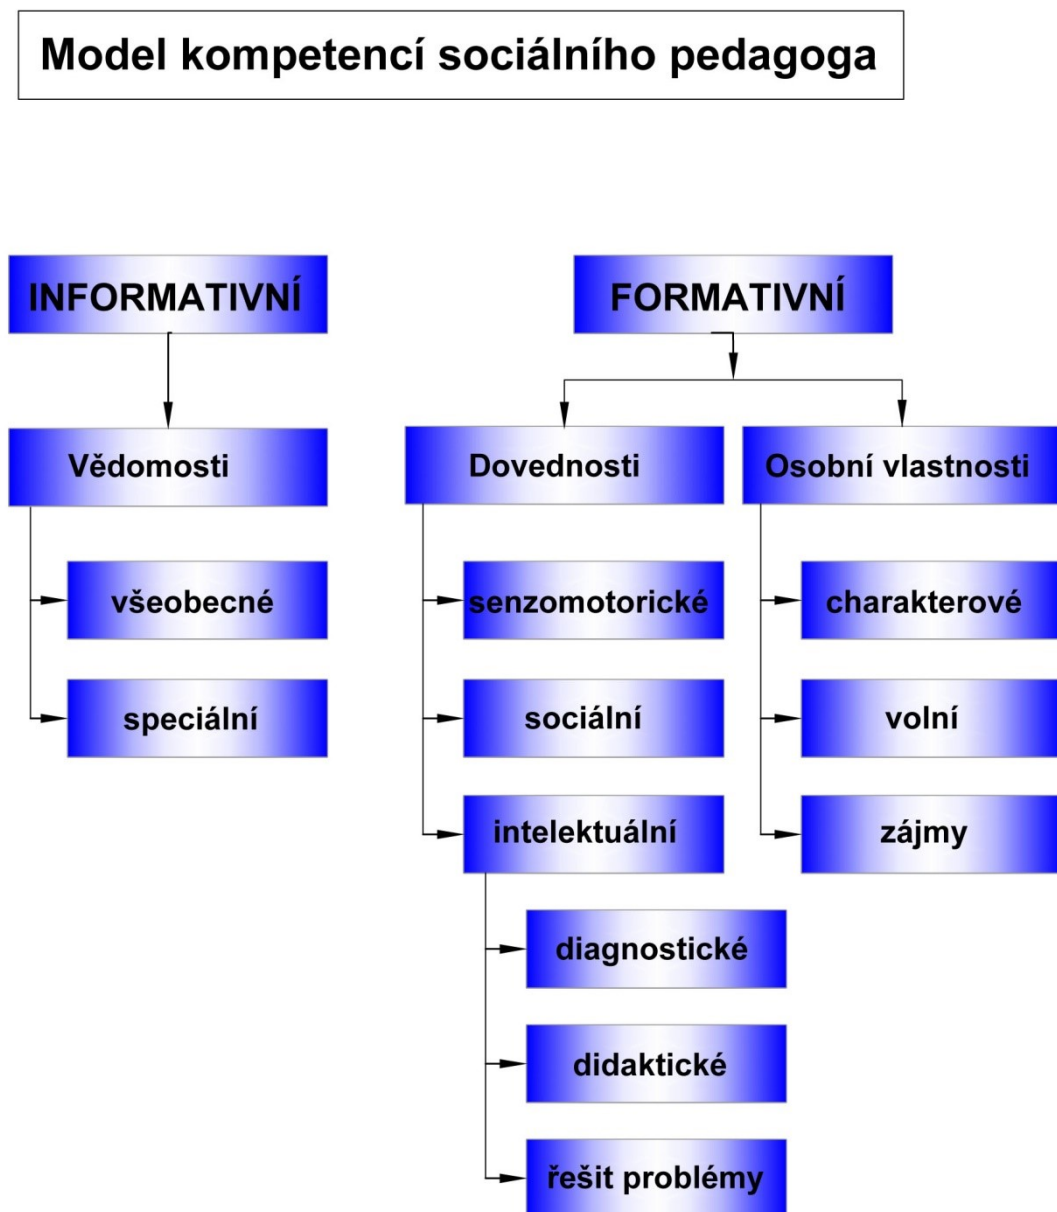 Model kompetencí sociálního pedagoga
INFORMATIVNÍ
FORMATIVNÍ
Vědomosti
Dovednosti
Osobní vlastnosti
všeobecné
senzomotorické
charakterové
speciální
sociální
volní
intelektuální
zájmy
diagnostické
didaktické
řešit problémy